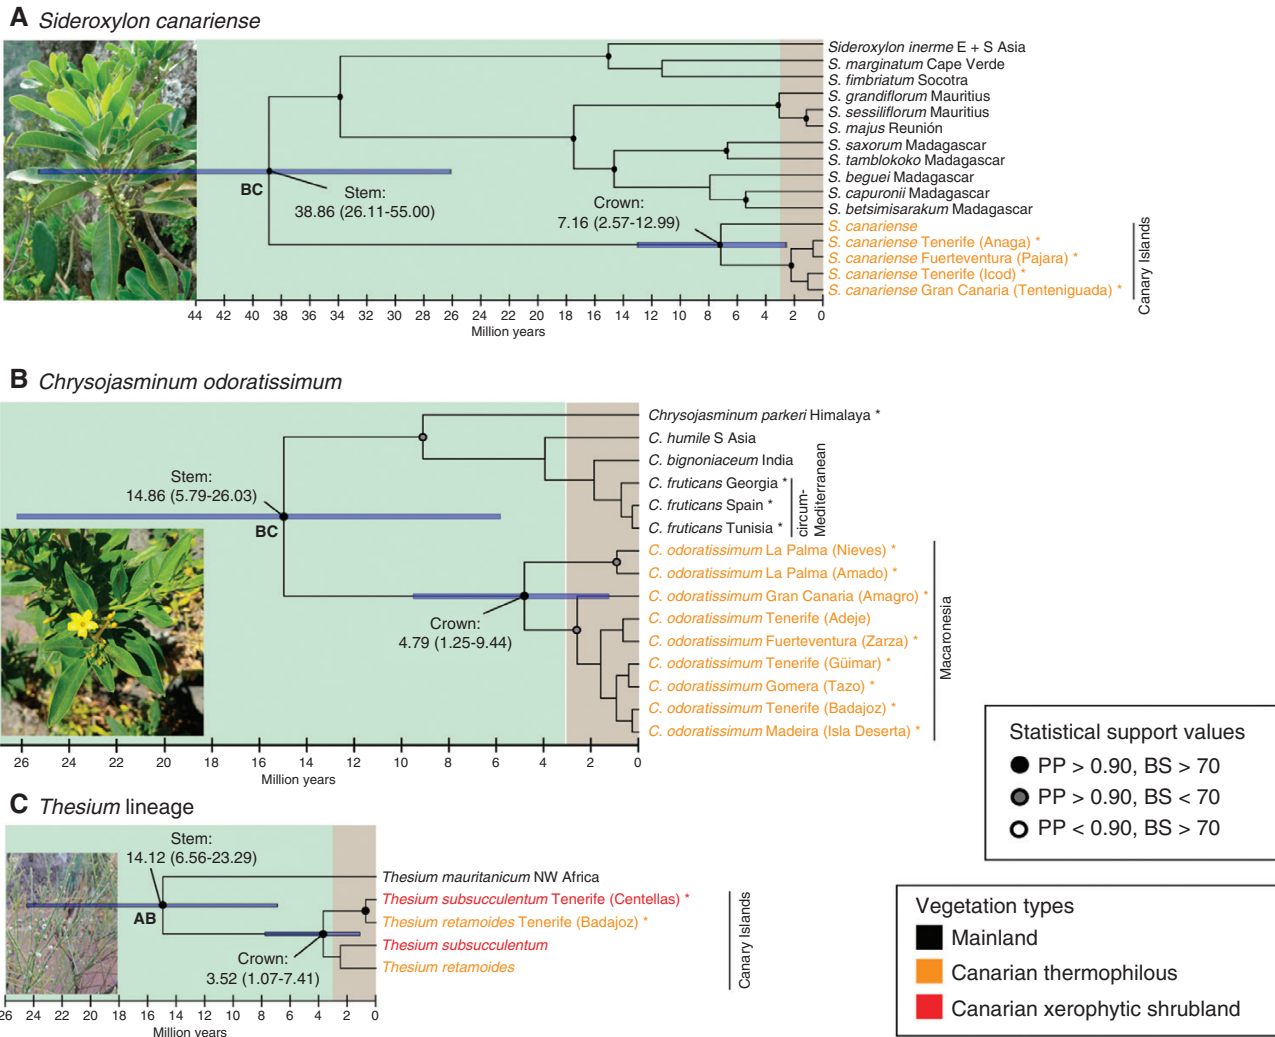 A Sideroxylon canariense
Sideroxylon inerme E + S Asia
S. marginatum Cape Verde
S. fimbriatum Socotra
S. grandiflorum Mauritius
S. sessiliflorum Mauritius
S. majus Reunión
S. saxorum Madagascar
S. tamblokoko Madagascar
S. beguei Madagascar
S. capuronii Madagascar
S. betsimisarakum Madagascar
S. canariense
S. canariense Tenerife (Anaga) *
S. canariense Fuerteventura (Pajara) *
S. canariense Tenerife (Icod) *
S. canariense Gran Canaria (Tenteniguada) *
Canary Islands
BC
Stem:
38.86 (26.11-55.00)
Crown:
7.16 (2.57-12.99)
44 42 40 38 36 34 32 30 28 26 24 22 20 18 16 14 12 10 8 6 4 2 0
Million years
B Chrysojasminum odoratissimum
Chrysojasminum parkeri Himalaya *
C. humile S Asia
C. bignoniaceum India
C. fruticans Georgia *
C. fruticans Spain *
C. fruticans Tunisia *
circum-
Mediterranean
C. odoratissimum La Palma (Nieves) *
C. odoratissimum La Palma (Amado) *
C. odoratissimum Gran Canaria (Amagro) *
C. odoratissimum Tenerife (Adeje)
C. odoratissimum Fuerteventura (Zarza) *
C. odoratissimum Tenerife (Güimar) *
C. odoratissimum Gomera (Tazo) *
C. odoratissimum Tenerife (Badajoz) *
C. odoratissimum Madeira (Isla Deserta) *
Macaronesia
Stem:
14.86 (5.79-26.03)
BC
Crown:
4.79 (1.25-9.44)
26 24 22 20 18 16 14 12 10 8 6 4 2 0
Million years
C Thesium lineage
Stem:
14.12 (6.56-23.29)
AB
Crown:
3.52 (1.07-7.41)
Thesium mauritanicum NW Africa
Thesium subsucculentum Tenerife (Centellas) *
Thesium retamoides Tenerife (Badajoz) *
Thesium subsucculentum
Thesium retamoides
Canary Islands
26 24 22 20 18 16 14 12 10 8 6 4 2 0
Million years
Statistical support values
PP > 0.90, BS > 70
PP > 0.90, BS < 70
PP < 0.90, BS > 70
Vegetation types
Mainland
Canarian thermophilous
Canarian xerophytic shrubland